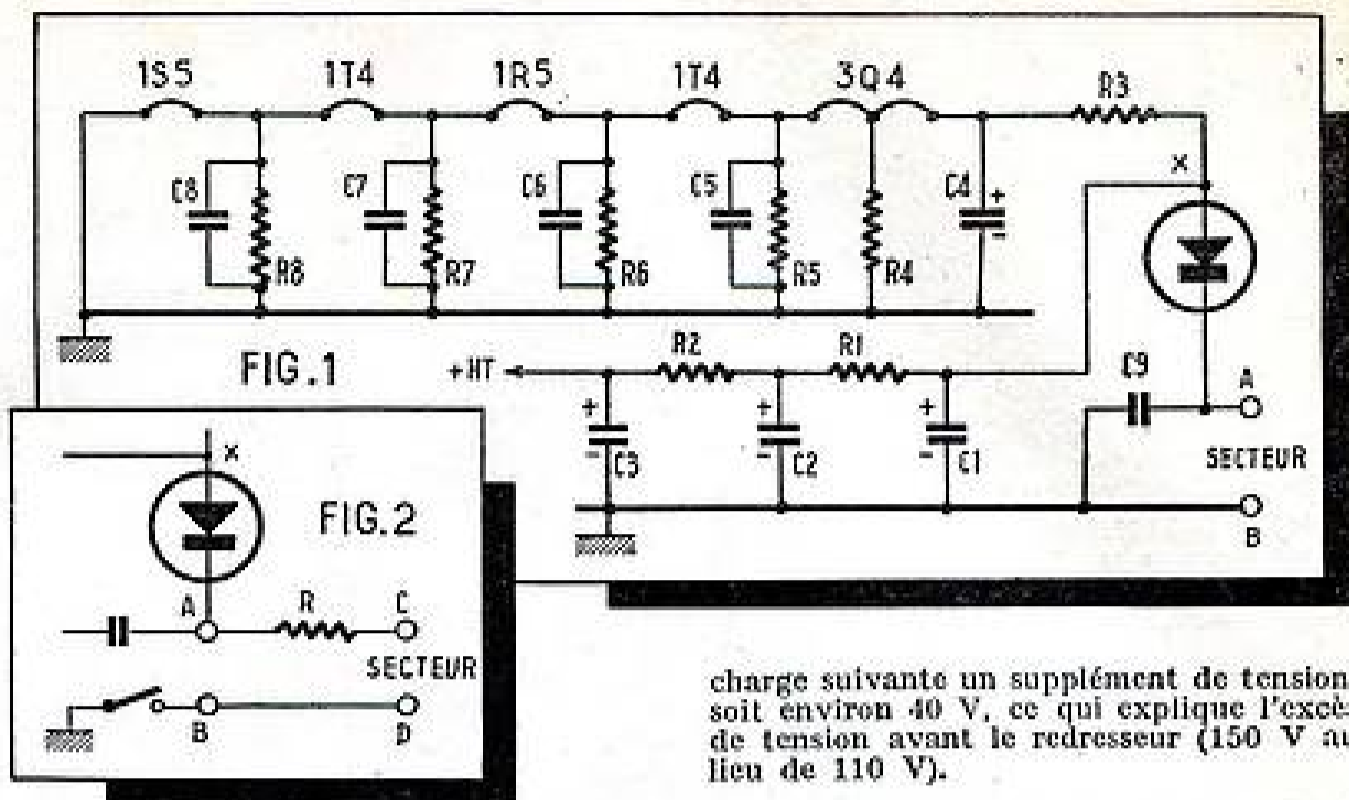 1S5 1T4 1R5 1T4 3Q4 R3
×
C8 C7 C6 C5 C4 +
-
R8 R7 R6 R5 R4
FIG.1
+HT R2 R1 C9 A
+ + +
- C3 - C2 - C1
SECTEUR
B
×
FIG.2
A R C
SECTEUR
B D
charge suivante un supplément de tension
soit environ 40 V, ce qui explique l'excè
de tension avant le redresseur (150 V au
lieu de 110 V).